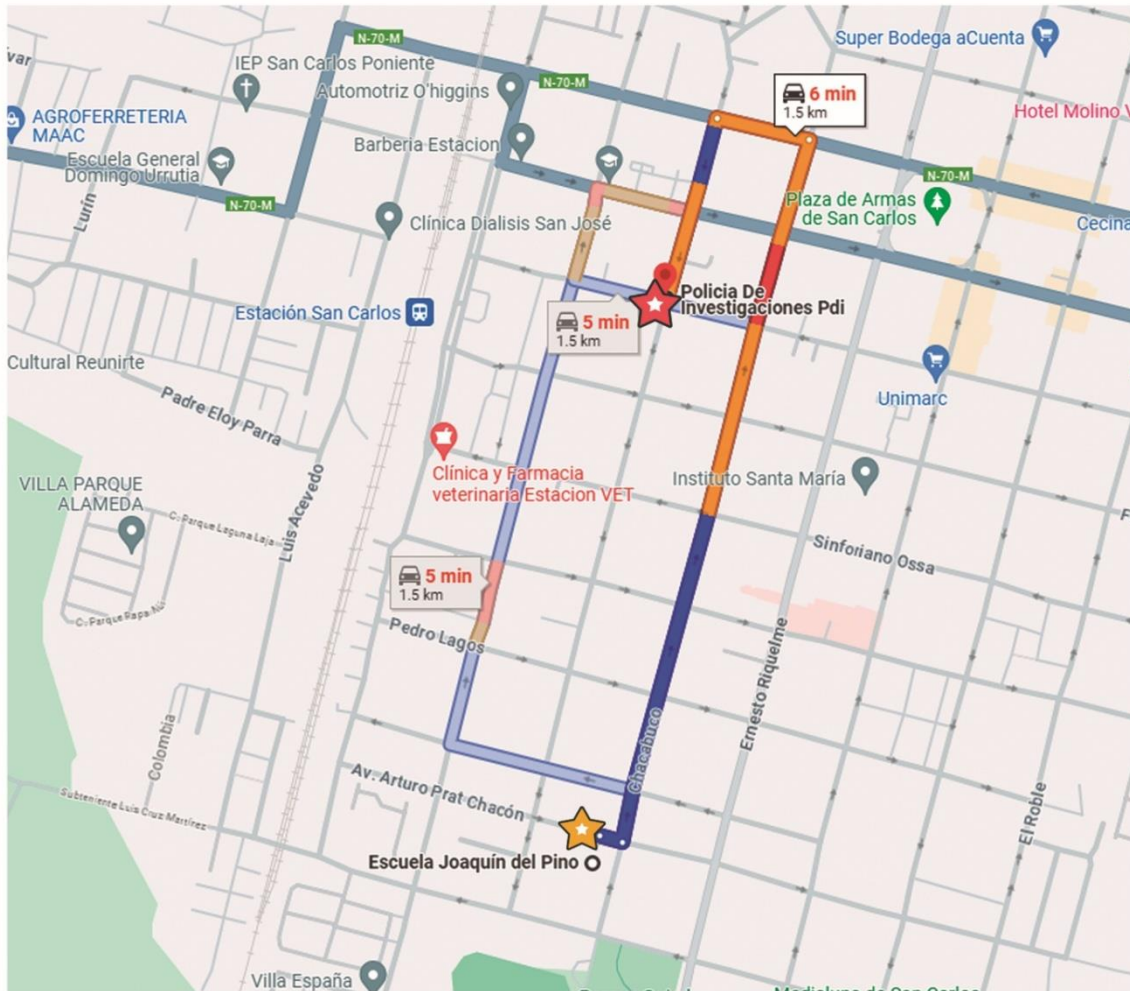 N-70-M
Super Bodega aCuenta
ívar
IEP San Carlos Poniente
N-70-M
Automotriz O'higgins
6 min
1.5 km
Hotel Molino V
AGROFERRETERIA
MAAC
Barberia Estacion
Escuela General
Domingo Urrutia
N-70-M
Plaza de Armas
de San Carlos
Lurín
N-70-M
Clínica Dialisis San José
Cecina
Policia De
Investigaciones Pdi
Estación San Carlos
5 min
1.5 km
Cultural Reunirte
Unimarc
Padre Eloy Parra
Clínica y Farmacia
veterinaria Estacion VET
Instituto Santa María
VILLA PARQUE
ALAMEDA
C. Parque Laguna Laja
Luis Acevedo
F
Sinforiano Ossa
5 min
1.5 km
C. Parque Rapa-Nui
Pedro Lagos
Ernesto Riquelme
Colombia
Chacabuco
Av. Arturo Prat Chacón
Subteniente Luis Cruz Martínez
El Roble
Escuela Joaquín del Pino
Villa España